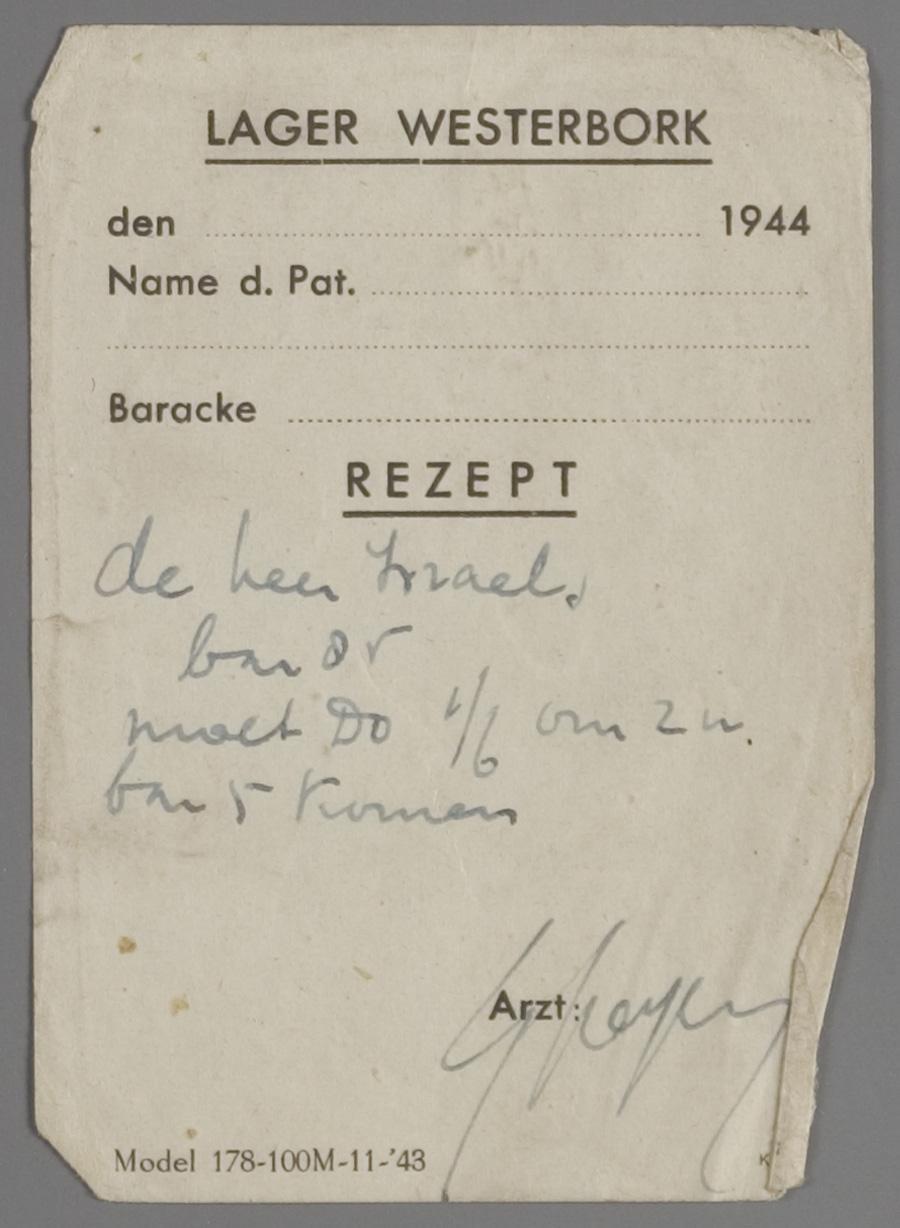 LAGER WESTERBORK
den 1944
Name d. Pat.
Baracke
REZEPT
de heer Israel,
bar 85
moet Do 1/6 om 2 u.
bar 5 komen
Arzt:
Model 178-100M-11-'43
K